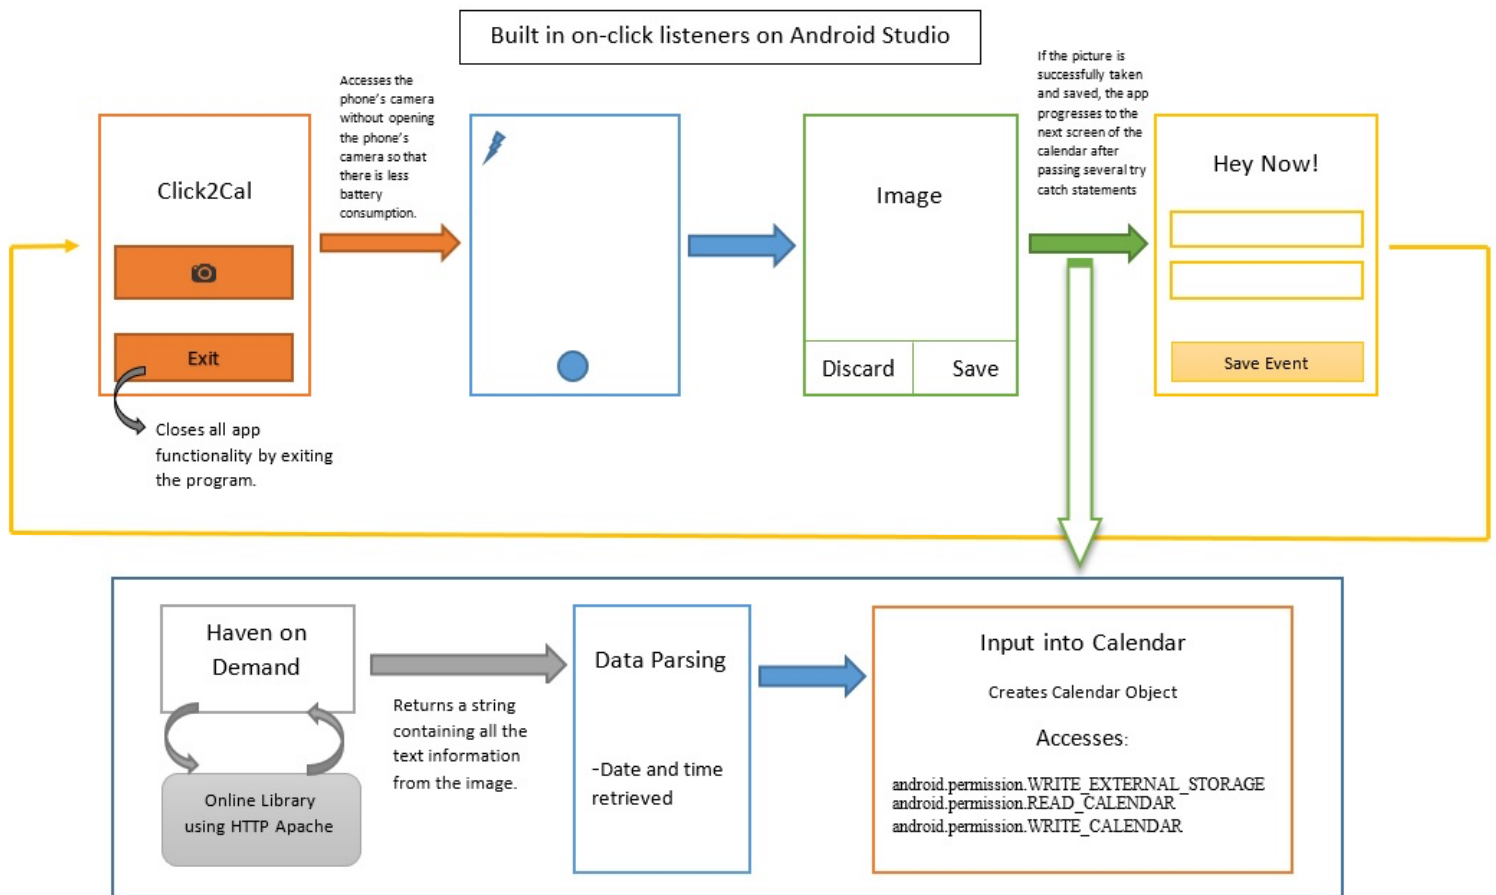 Built in on-click listeners on Android Studio
Accesses the
phone's camera
without opening
the phone's
camera so that
there is less
battery
consumption.
If the picture is
successfully taken
and saved, the app
progresses to the
next screen of the
calendar after
passing several try
catch statements
Click2Cal
Exit
Closes all app
functionality by exiting
the program.
Image
Discard
Save
Hey Now!
Save Event
Haven on
Demand
Online Library
using HTTP Apache
Returns a string
containing all the
text information
from the image.
Data Parsing
-Date and time
retrieved
Input into Calendar
Creates Calendar Object
Accesses:
android.permission.WRITE_EXTERNAL_STORAGE
android.permission.READ_CALENDAR
android.permission.WRITE_CALENDAR